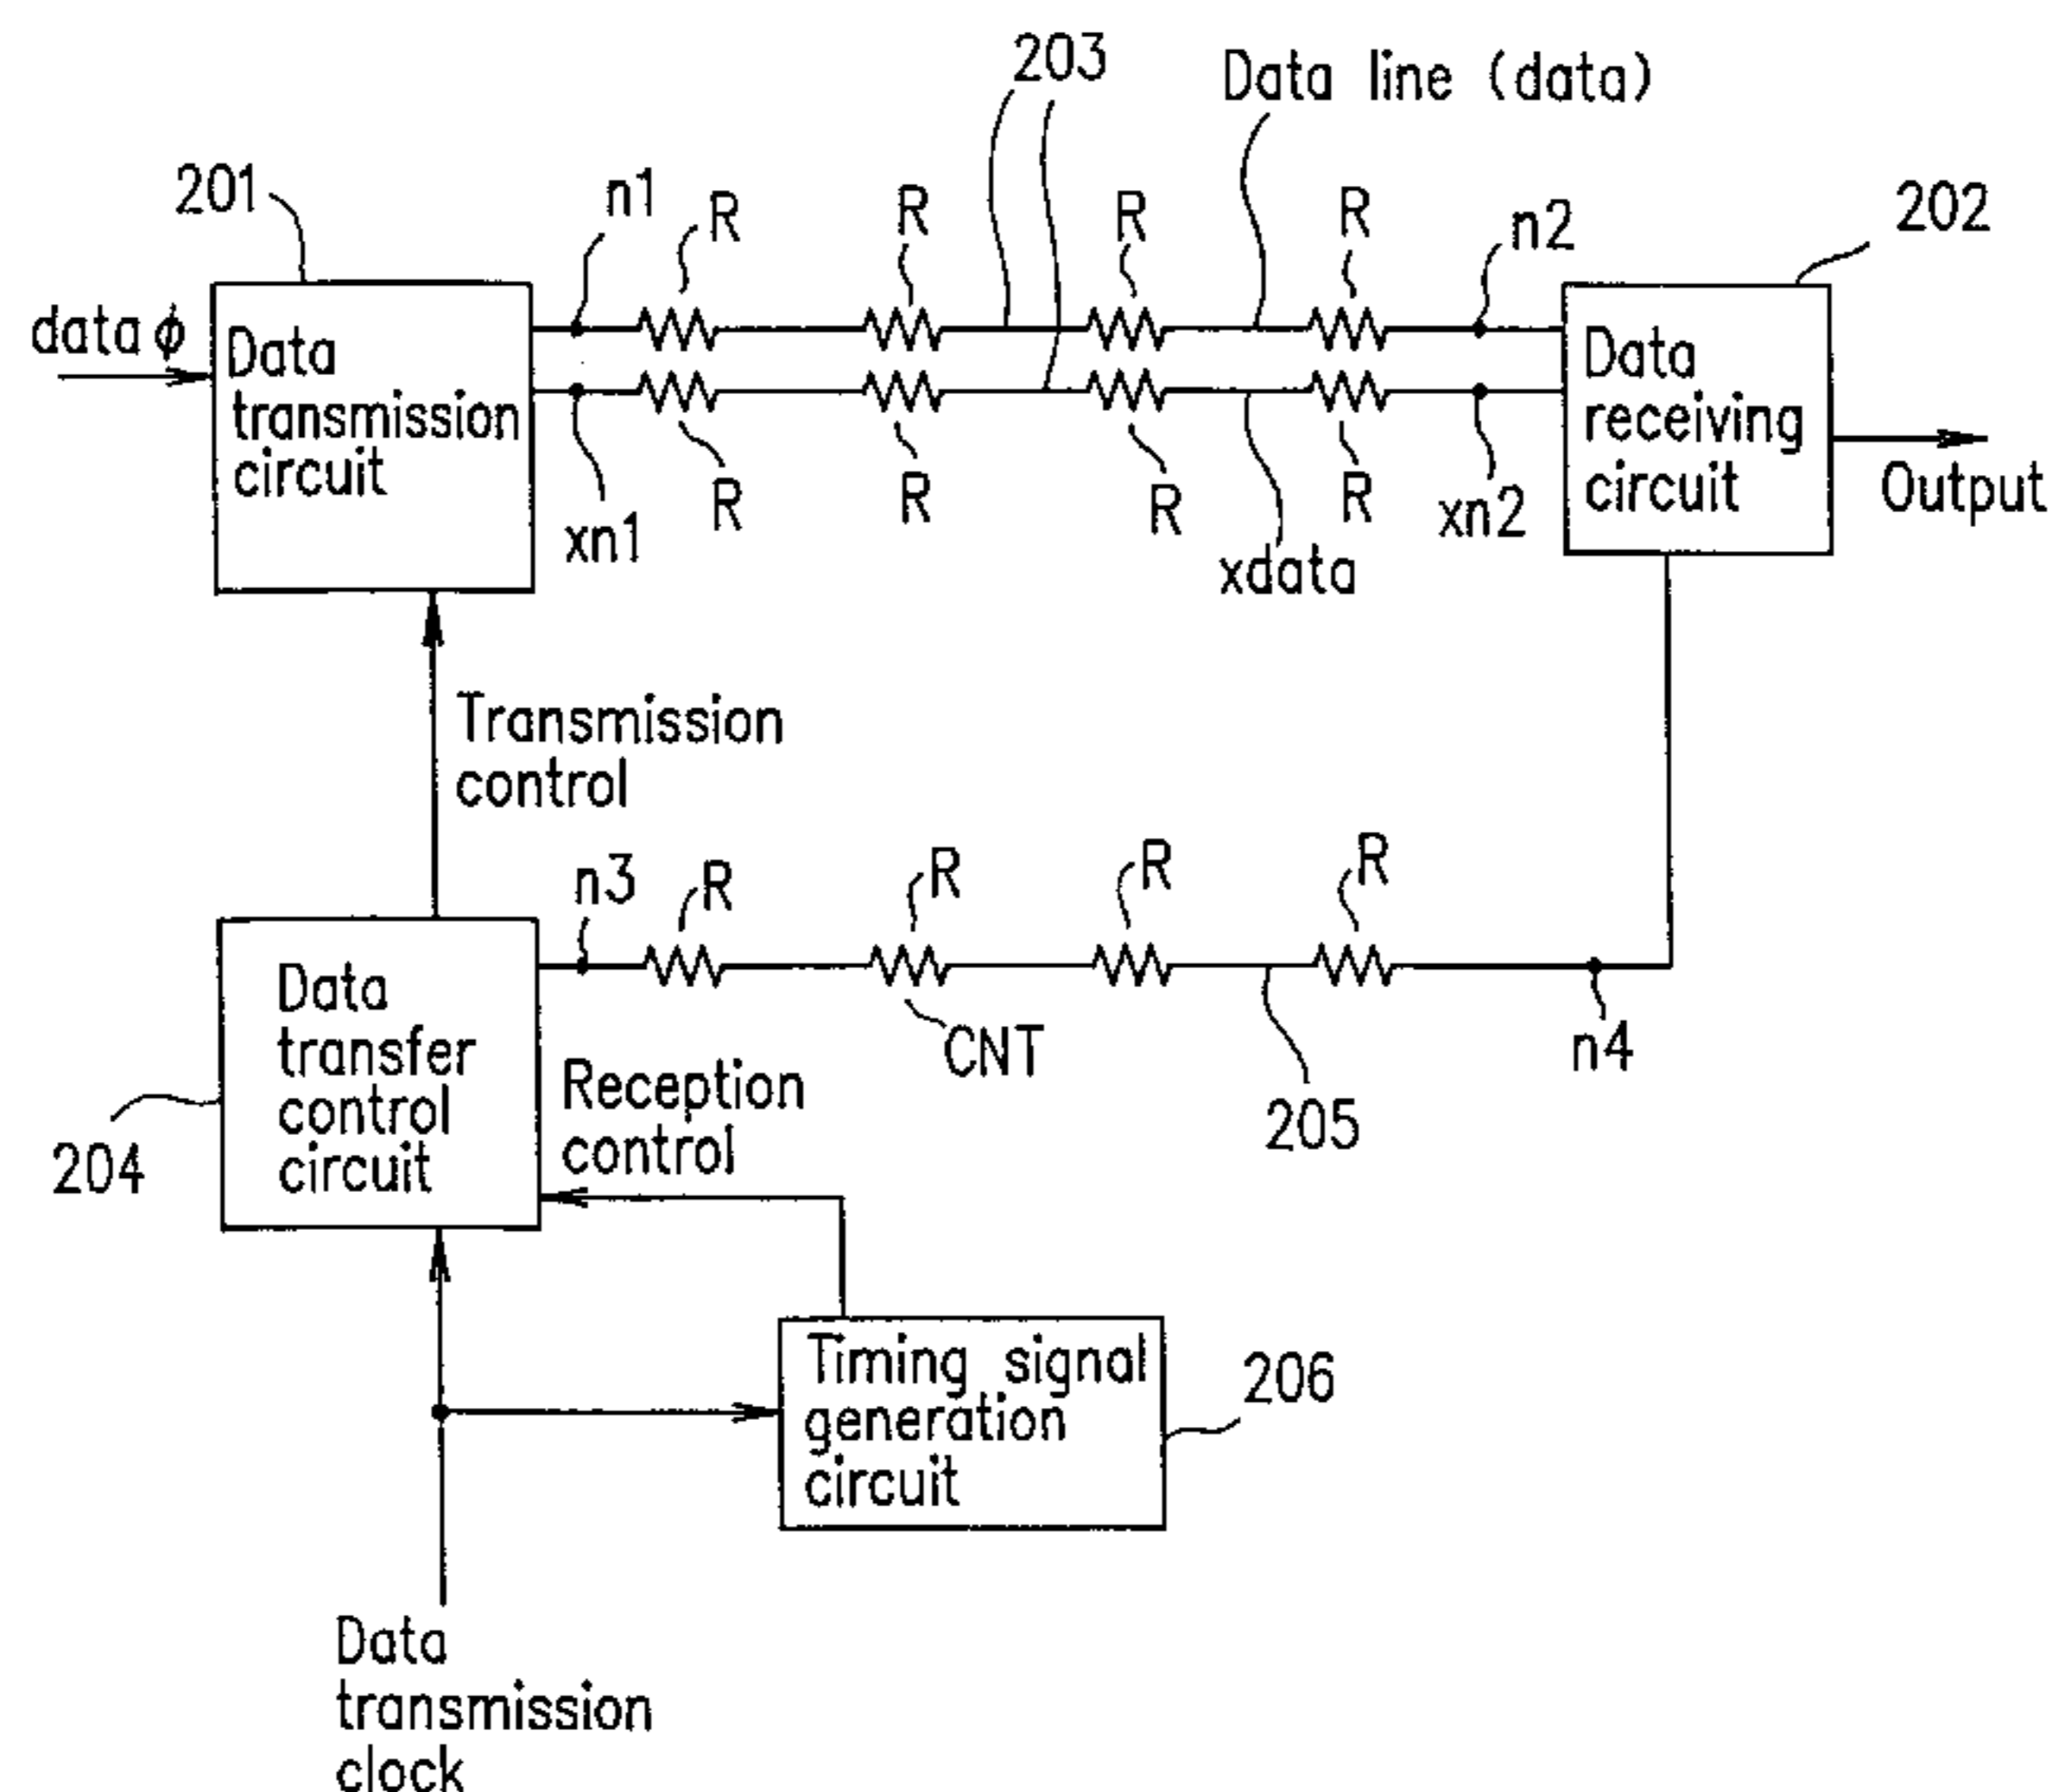 203
Data line (data)
201
n1
R
R
R
R
n2
202
data ϕ
Data
transmission
circuit
Data
receiving
circuit
Output
xn1
R
R
R
R
xn2
xdata
Transmission
control
n3
R
R
R
R
Data
transfer
control
circuit
CNT
n4
Reception
control
205
204
Timing signal
generation
circuit
206
Data
transmission
clock